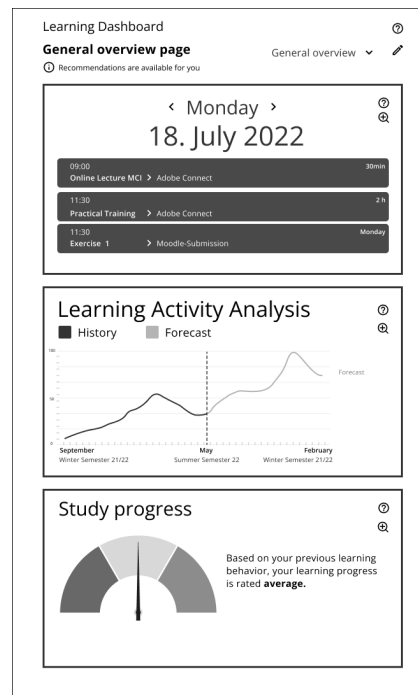 Learning Dashboard
General overview page
General overview
Recommendations are available for you
Monday
18. July 2022
09:00 30min
Online Lecture MCI > Adobe Connect
11:30 2 h
Practical Training > Adobe Connect
11:30 Monday
Exercise 1 > Moodle-Submission
Learning Activity Analysis
History Forecast
100
50
0
Forecast
September May February
Winter Semester 21/22 Summer Semester 22 Winter Semester 21/22
Study progress
Based on your previous learning
behavior, your learning progress
is rated average.